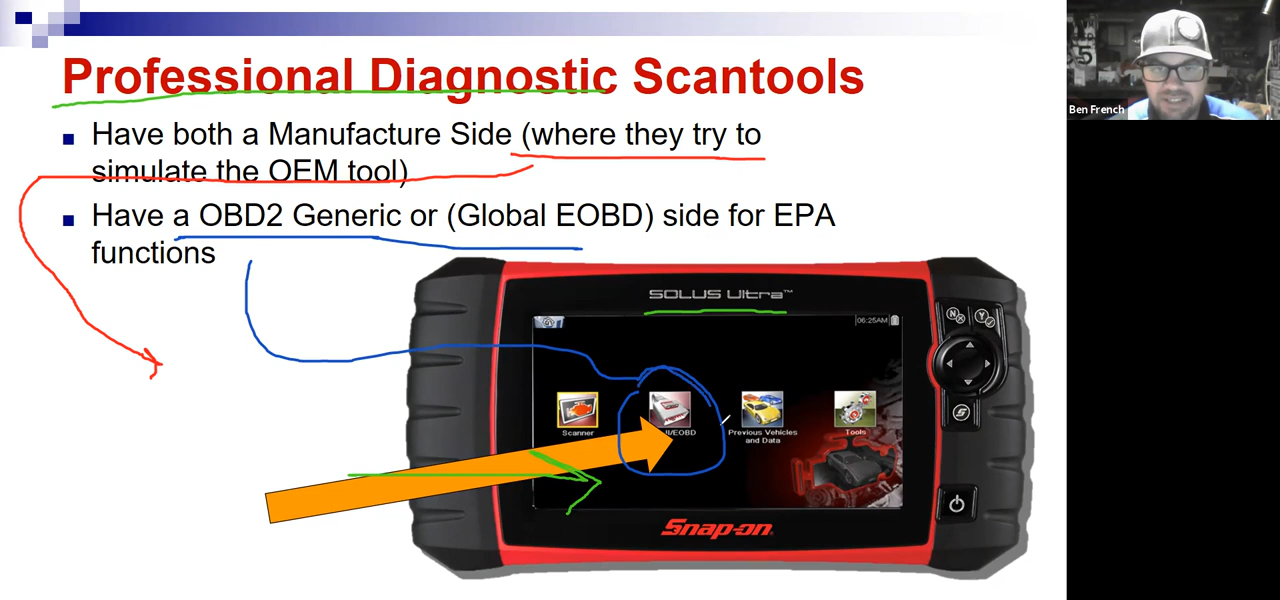 Professional Diagnostic Scantools
Have both a Manufacture Side (where they try to
simulate the OEM tool)
Have a OBD2 Generic or (Global EOBD) side for EPA
functions
Ben French
SOLUS Ultra™
06:25AM
N
Y
Scanner
II/EOBD
Previous Vehicles
and Data
Tools
S
Snap-on